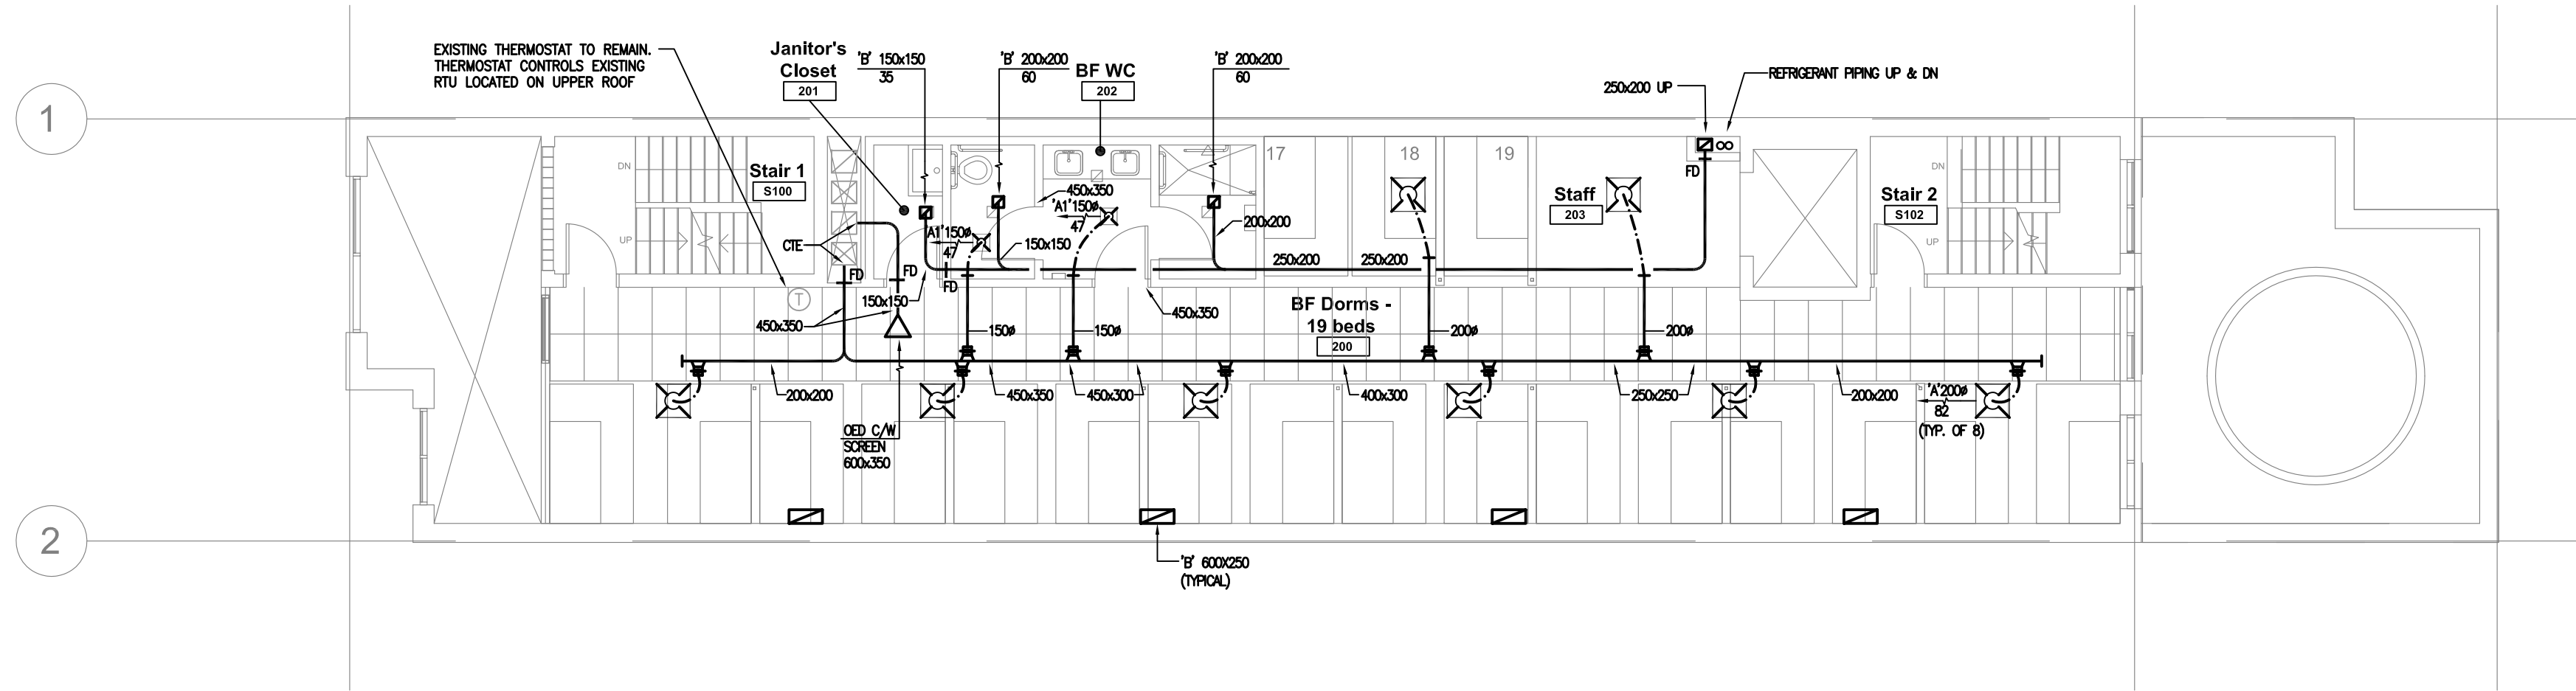 EXISTING THERMOSTAT TO REMAIN.
THERMOSTAT CONTROLS EXISTING
RTU LOCATED ON UPPER ROOF
Janitor's
Closet
201
'B' 150x150
35
'B' 200x200
60
BF WC
202
'B' 200x200
60
250x200 UP
REFRIGERANT PIPING UP & DN
1
17
18
19
DN
Stair 1
S100
UP
CTE
FD
FD
FD
FD
450x350
'A1'150ø
47
'A1'150ø
47
150x150
200x200
250x200
250x200
Staff
203
Stair 2
S102
DN
UP
T
150x150
450x350
450x350
150ø
150ø
BF Dorms -
19 beds
200
200ø
200ø
200x200
450x350
450x300
400x300
250x250
200x200
'A'200ø
82
(TYP. OF 8)
OED C/W
SCREEN
600x350
2
'B' 600X250
(TYPICAL)